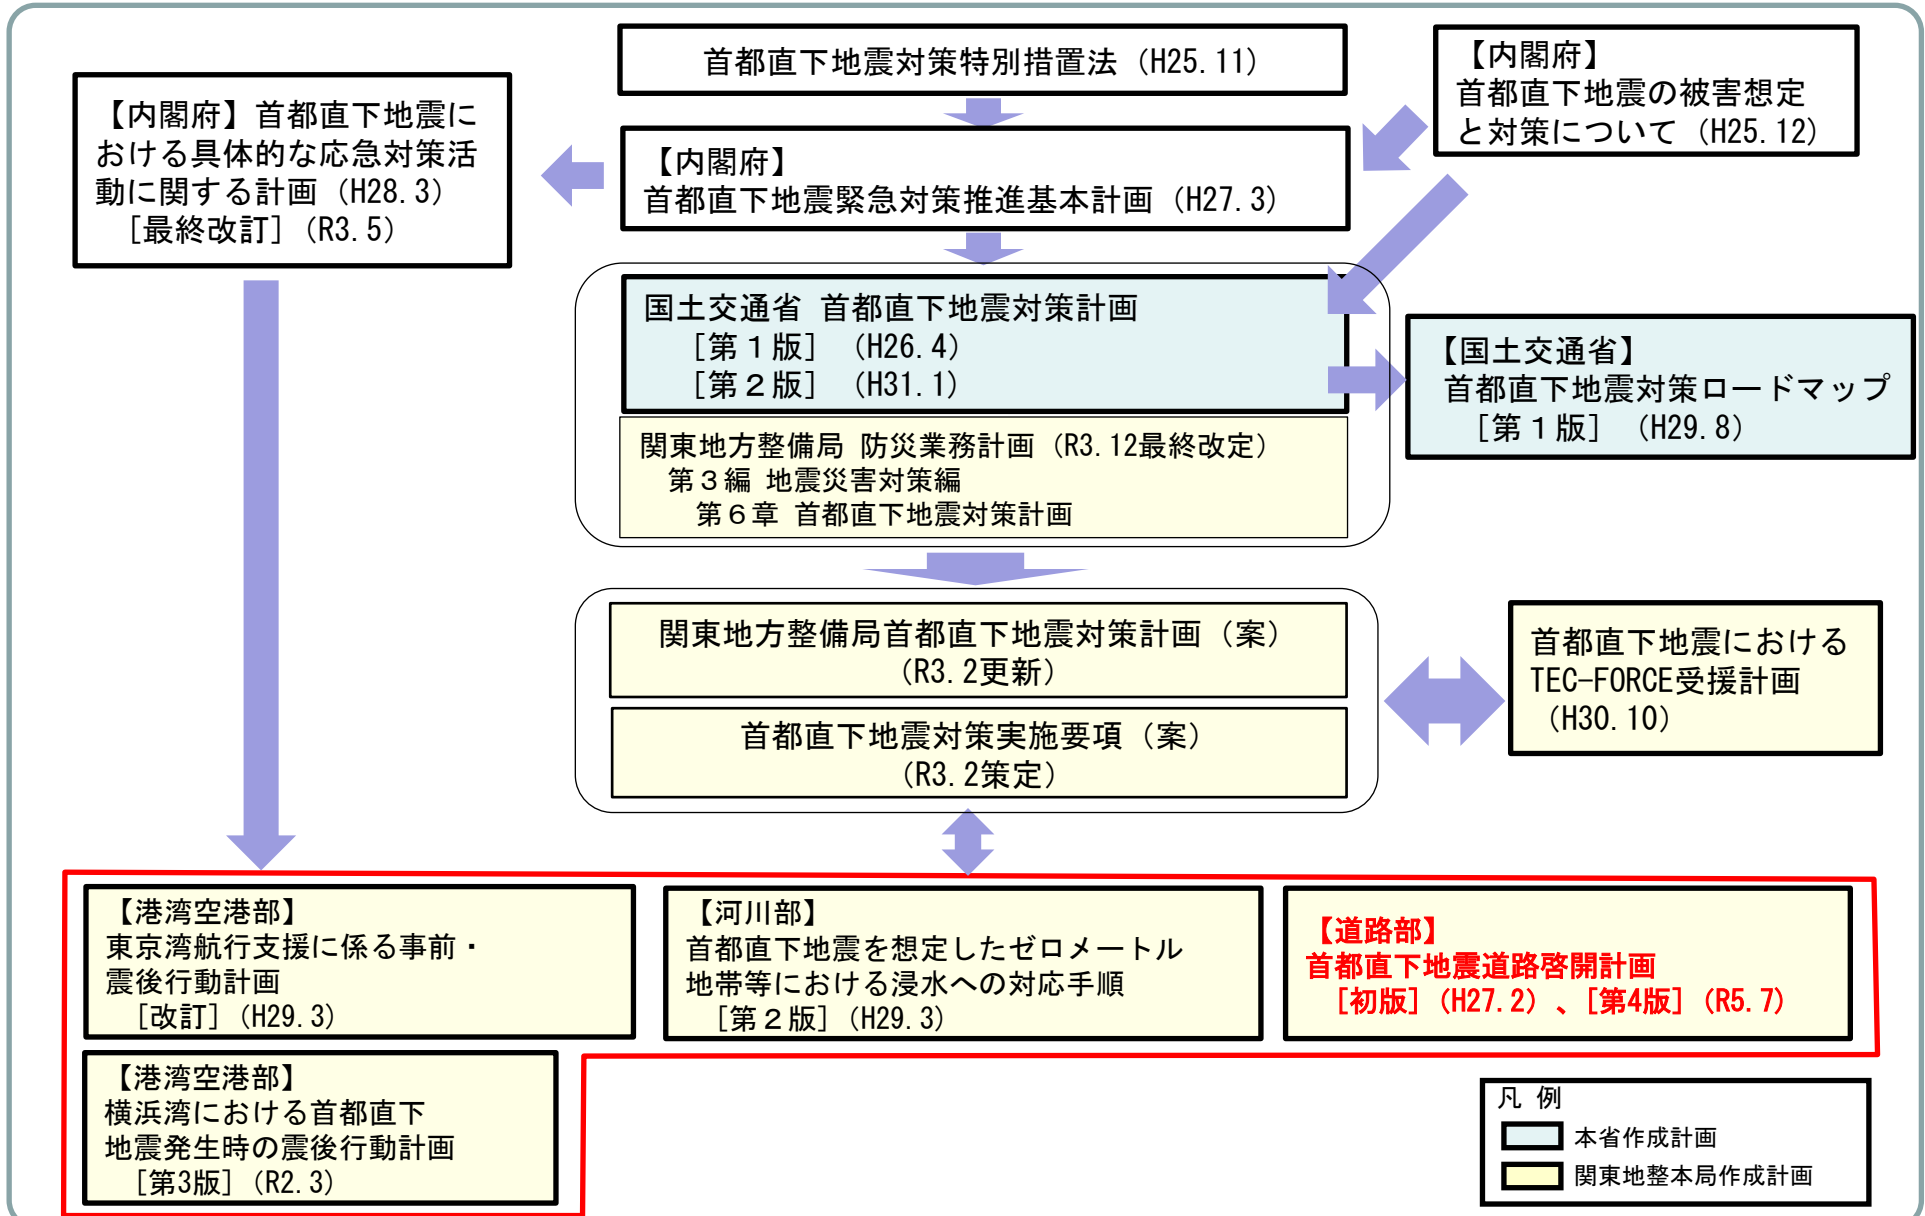 首都直下地震対策特別措置法（H25.11）
【内閣府】
首都直下地震の被害想定
と対策について（H25.12）
【内閣府】首都直下地震に
おける具体的な応急対策活
動に関する計画（H28.3）
［最終改訂］（R3.5）
【内閣府】
首都直下地震緊急対策推進基本計画（H27.3）
国土交通省 首都直下地震対策計画
［第１版］（H26.4）
［第２版］（H31.1）
【国土交通省】
首都直下地震対策ロードマップ
［第１版］（H29.8）
関東地方整備局 防災業務計画（R3.12最終改定）
第３編 地震災害対策編
第６章 首都直下地震対策計画
関東地方整備局首都直下地震対策計画（案）
（R3.2更新）
首都直下地震対策実施要項（案）
（R3.2策定）
首都直下地震における
TEC-FORCE受援計画
（H30.10）
【港湾空港部】
東京湾航行支援に係る事前・
震後行動計画
［改訂］（H29.3）
【河川部】
首都直下地震を想定したゼロメートル
地帯等における浸水への対応手順
［第２版］（H29.3）
【道路部】
首都直下地震道路啓開計画
［初版］（H27.2）、［第4版］（R5.7）
【港湾空港部】
横浜湾における首都直下
地震発生時の震後行動計画
［第3版］（R2.3）
凡 例
本省作成計画
関東地整本局作成計画